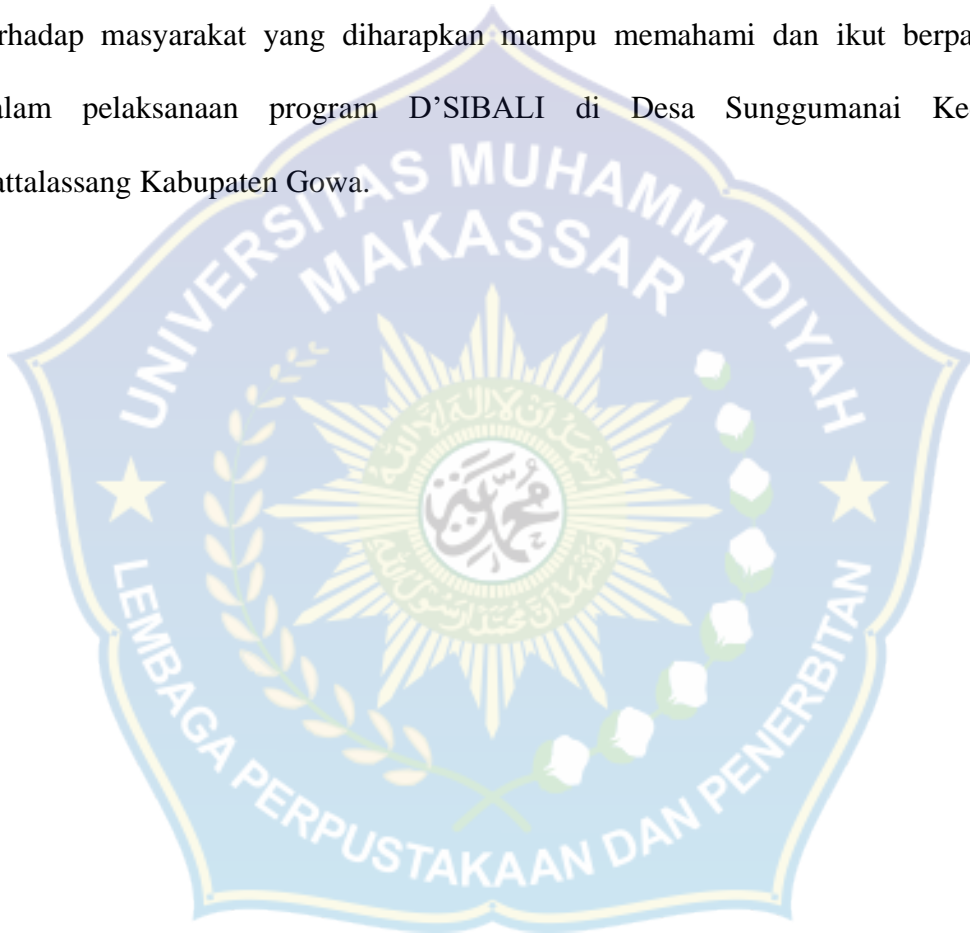 rhadap masyarakat yang diharapkan mampu memahami dan ikut berpa
alam pelaksanaan program D’SIBALI di Desa Sunggumanai Ke
attalassang Kabupaten Gowa.
UNIVERSITAS MUHAMMADIYAH
MAKASSAR
LEMBAGA PERPUSTAKAAN DAN PENERBITAN